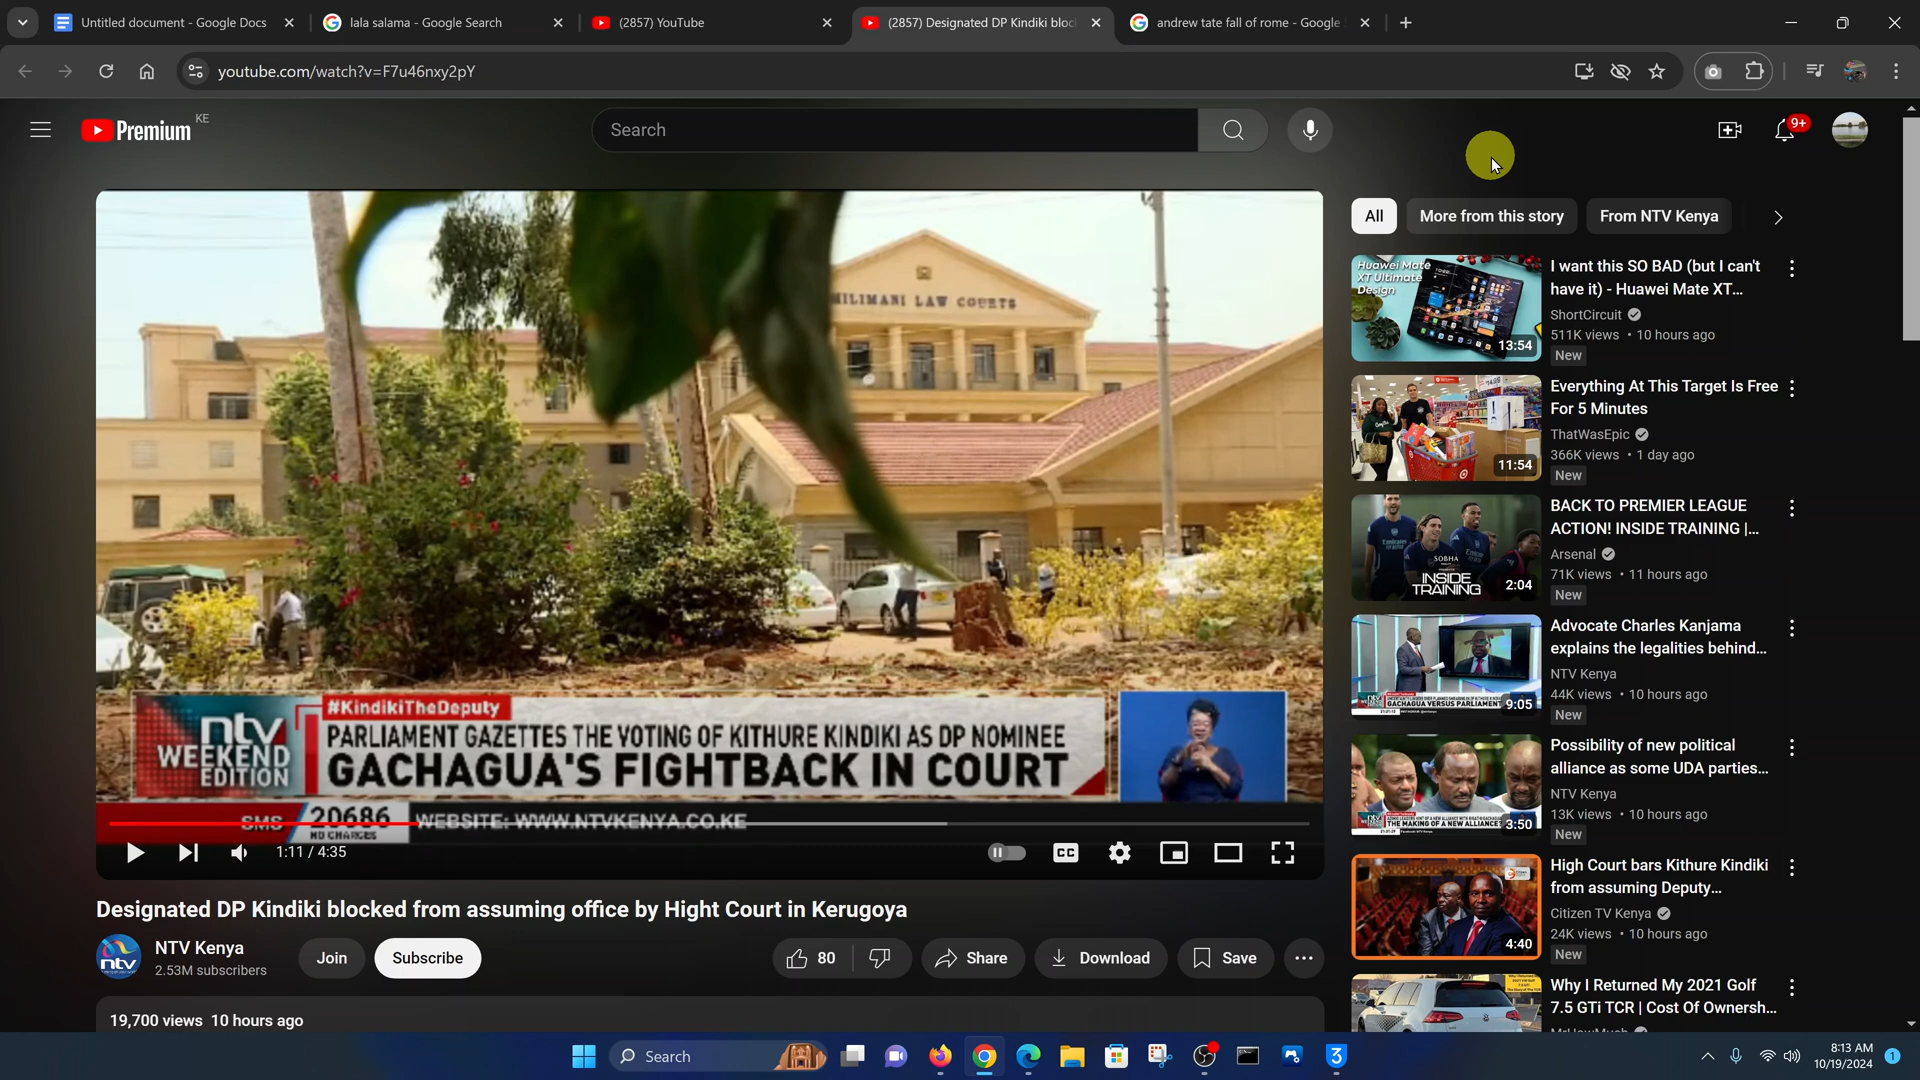 Untitled document - Google Docs
lala salama - Google Search
(2857) YouTube
(2857) Designated DP Kindiki bloc
andrew tate fall of rome - Google
youtube.com/watch?v=F7u46nxy2pY
Premium KE
Search
9+
All
More from this story
From NTV Kenya
MILIMANI LAW COURTS
#KindikiTheDeputy
ntv
WEEKEND
EDITION
PARLIAMENT GAZETTES THE VOTING OF KITHURE KINDIKI AS DP NOMINEE
GACHAGUA'S FIGHTBACK IN COURT
SMS 20686
NO CHARGES
WEBSITE: WWW.NTVKENYA.CO.KE
1:11 / 4:35
CC
Designated DP Kindiki blocked from assuming office by Hight Court in Kerugoya
ntv
NTV Kenya
2.53M subscribers
Join
Subscribe
80
Share
Download
Save
19,700 views 10 hours ago
Huawei Mate
XT Ultimate
Design
13:54
I want this SO BAD (but I can't
have it) - Huawei Mate XT...
ShortCircuit
511K views • 10 hours ago
New
11:54
Everything At This Target Is Free
For 5 Minutes
ThatWasEpic
366K views • 1 day ago
New
SOBHA
INSIDE
TRAINING
2:04
BACK TO PREMIER LEAGUE
ACTION! INSIDE TRAINING |...
Arsenal
71K views • 11 hours ago
New
GACHAGUA VERSUS PARLIAMENT
9:05
Advocate Charles Kanjama
explains the legalities behind...
NTV Kenya
44K views • 10 hours ago
New
THE MAKING OF A NEW ALLIANCE
3:50
Possibility of new political
alliance as some UDA parties...
NTV Kenya
13K views • 10 hours ago
New
4:40
High Court bars Kithure Kindiki
from assuming Deputy...
Citizen TV Kenya
24K views • 10 hours ago
New
Why I Returned My 2021 Golf
7.5 GTi TCR | Cost Of Ownersh...
MrHowMuch
Search
8:13 AM
10/19/2024
1